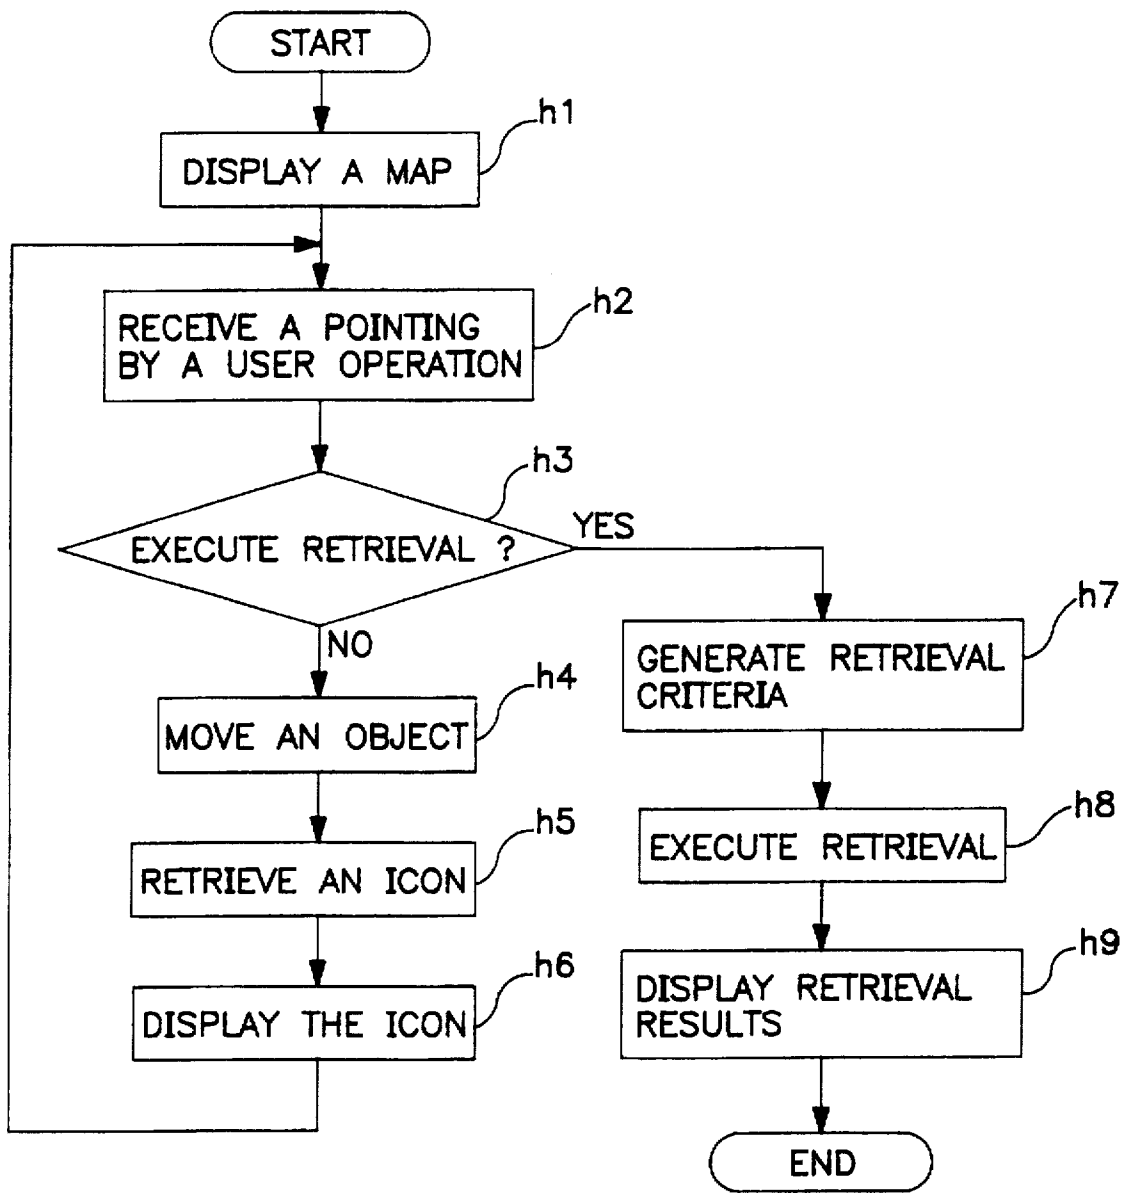 START
h1
DISPLAY A MAP
h2
RECEIVE A POINTING
BY A USER OPERATION
h3
EXECUTE RETRIEVAL ?
YES
NO
h4
MOVE AN OBJECT
h5
RETRIEVE AN ICON
h6
DISPLAY THE ICON
h7
GENERATE RETRIEVAL
CRITERIA
h8
EXECUTE RETRIEVAL
h9
DISPLAY RETRIEVAL
RESULTS
END